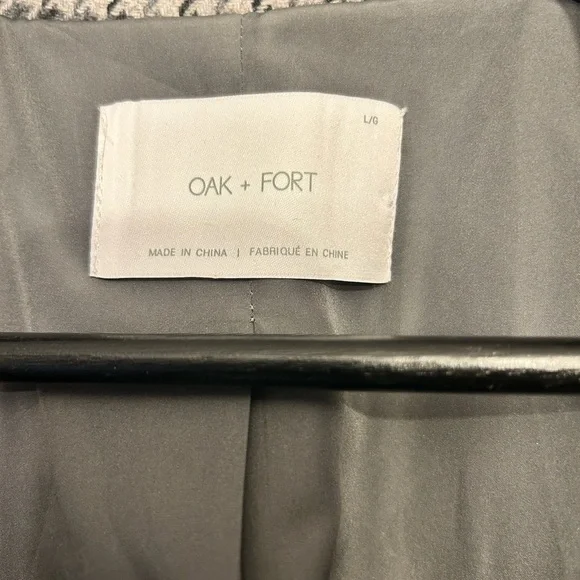 L/G
OAK + FORT
MADE IN CHINA | FABRIQUÉ EN CHINE